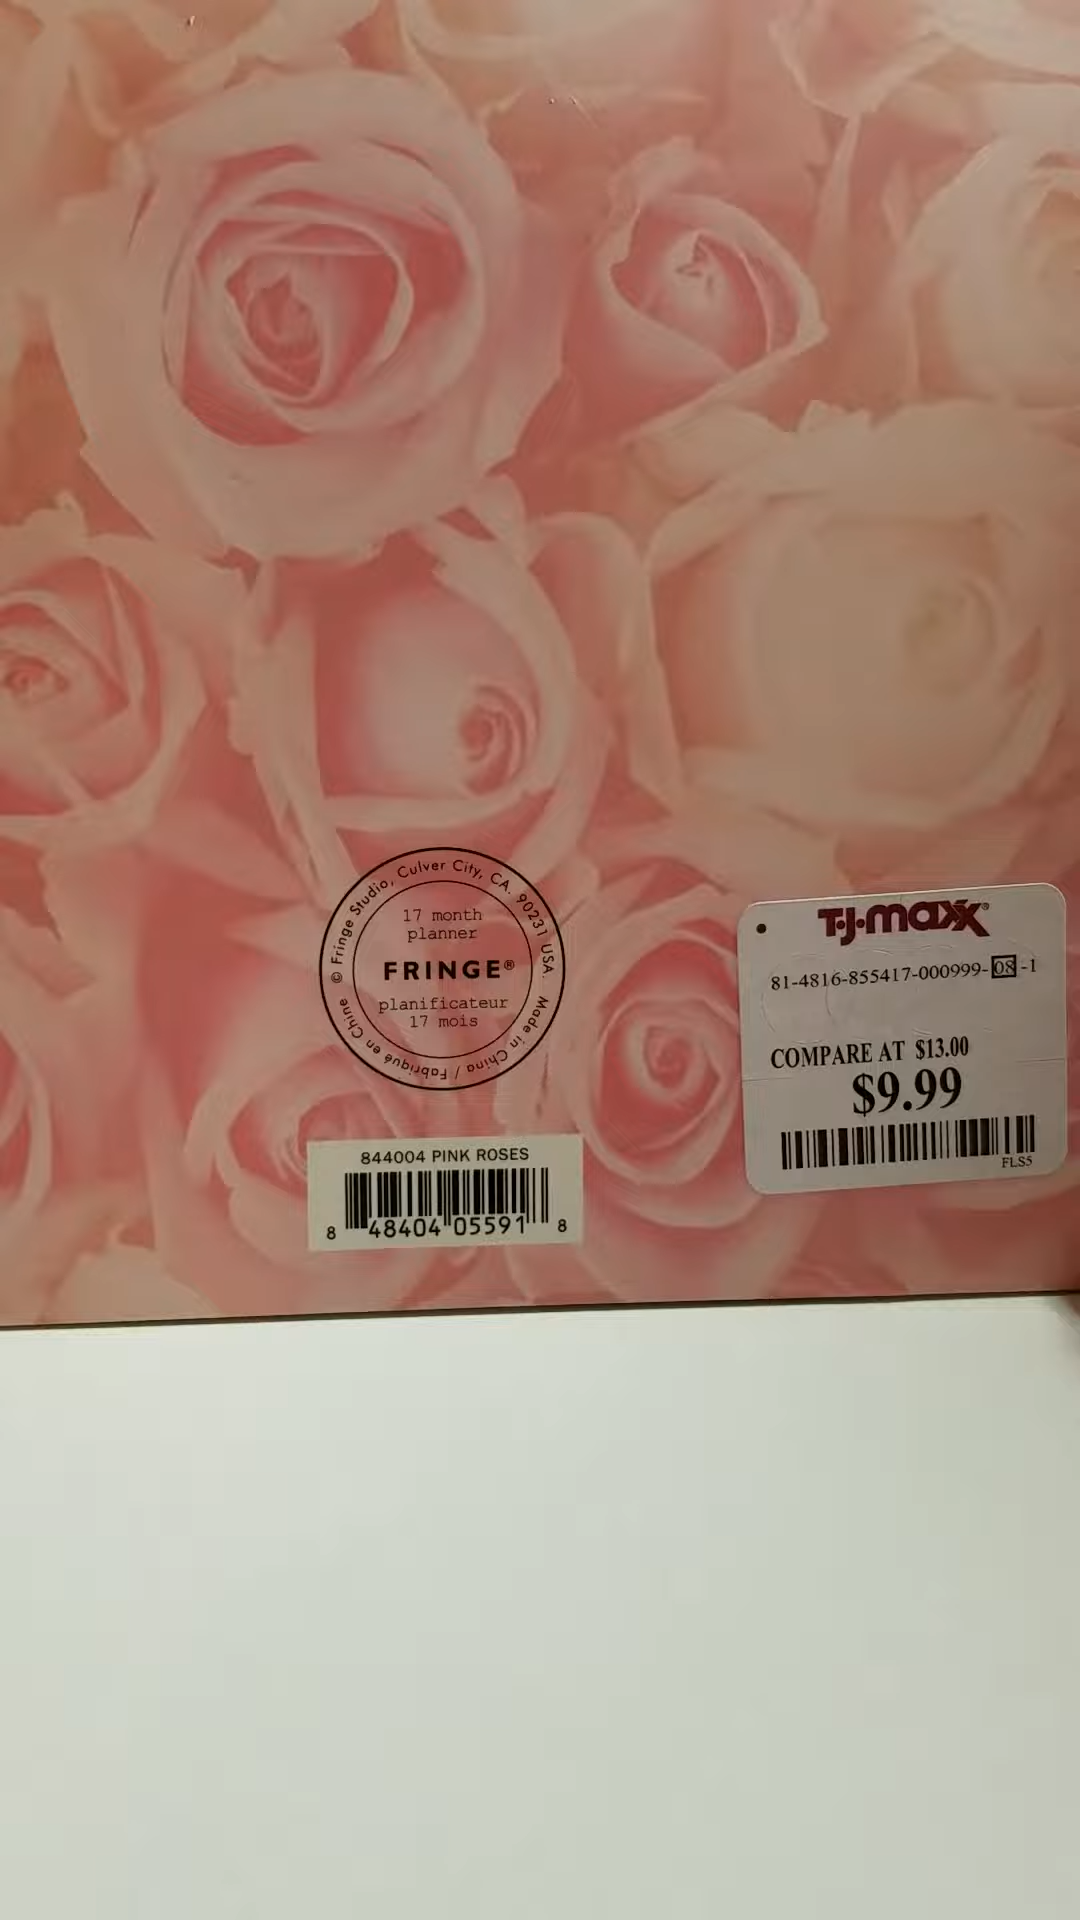 © Fringe Studio, Culver City, CA. 90231 USA. Made in China / Fabriqué en Chine
17 month
planner
FRINGE®
planificateur
17 mois
844004 PINK ROSES
8 48404 05591 8
T·J·maxx®
81-4816-855417-000999-08-1
COMPARE AT $13.00
$9.99
FLS5